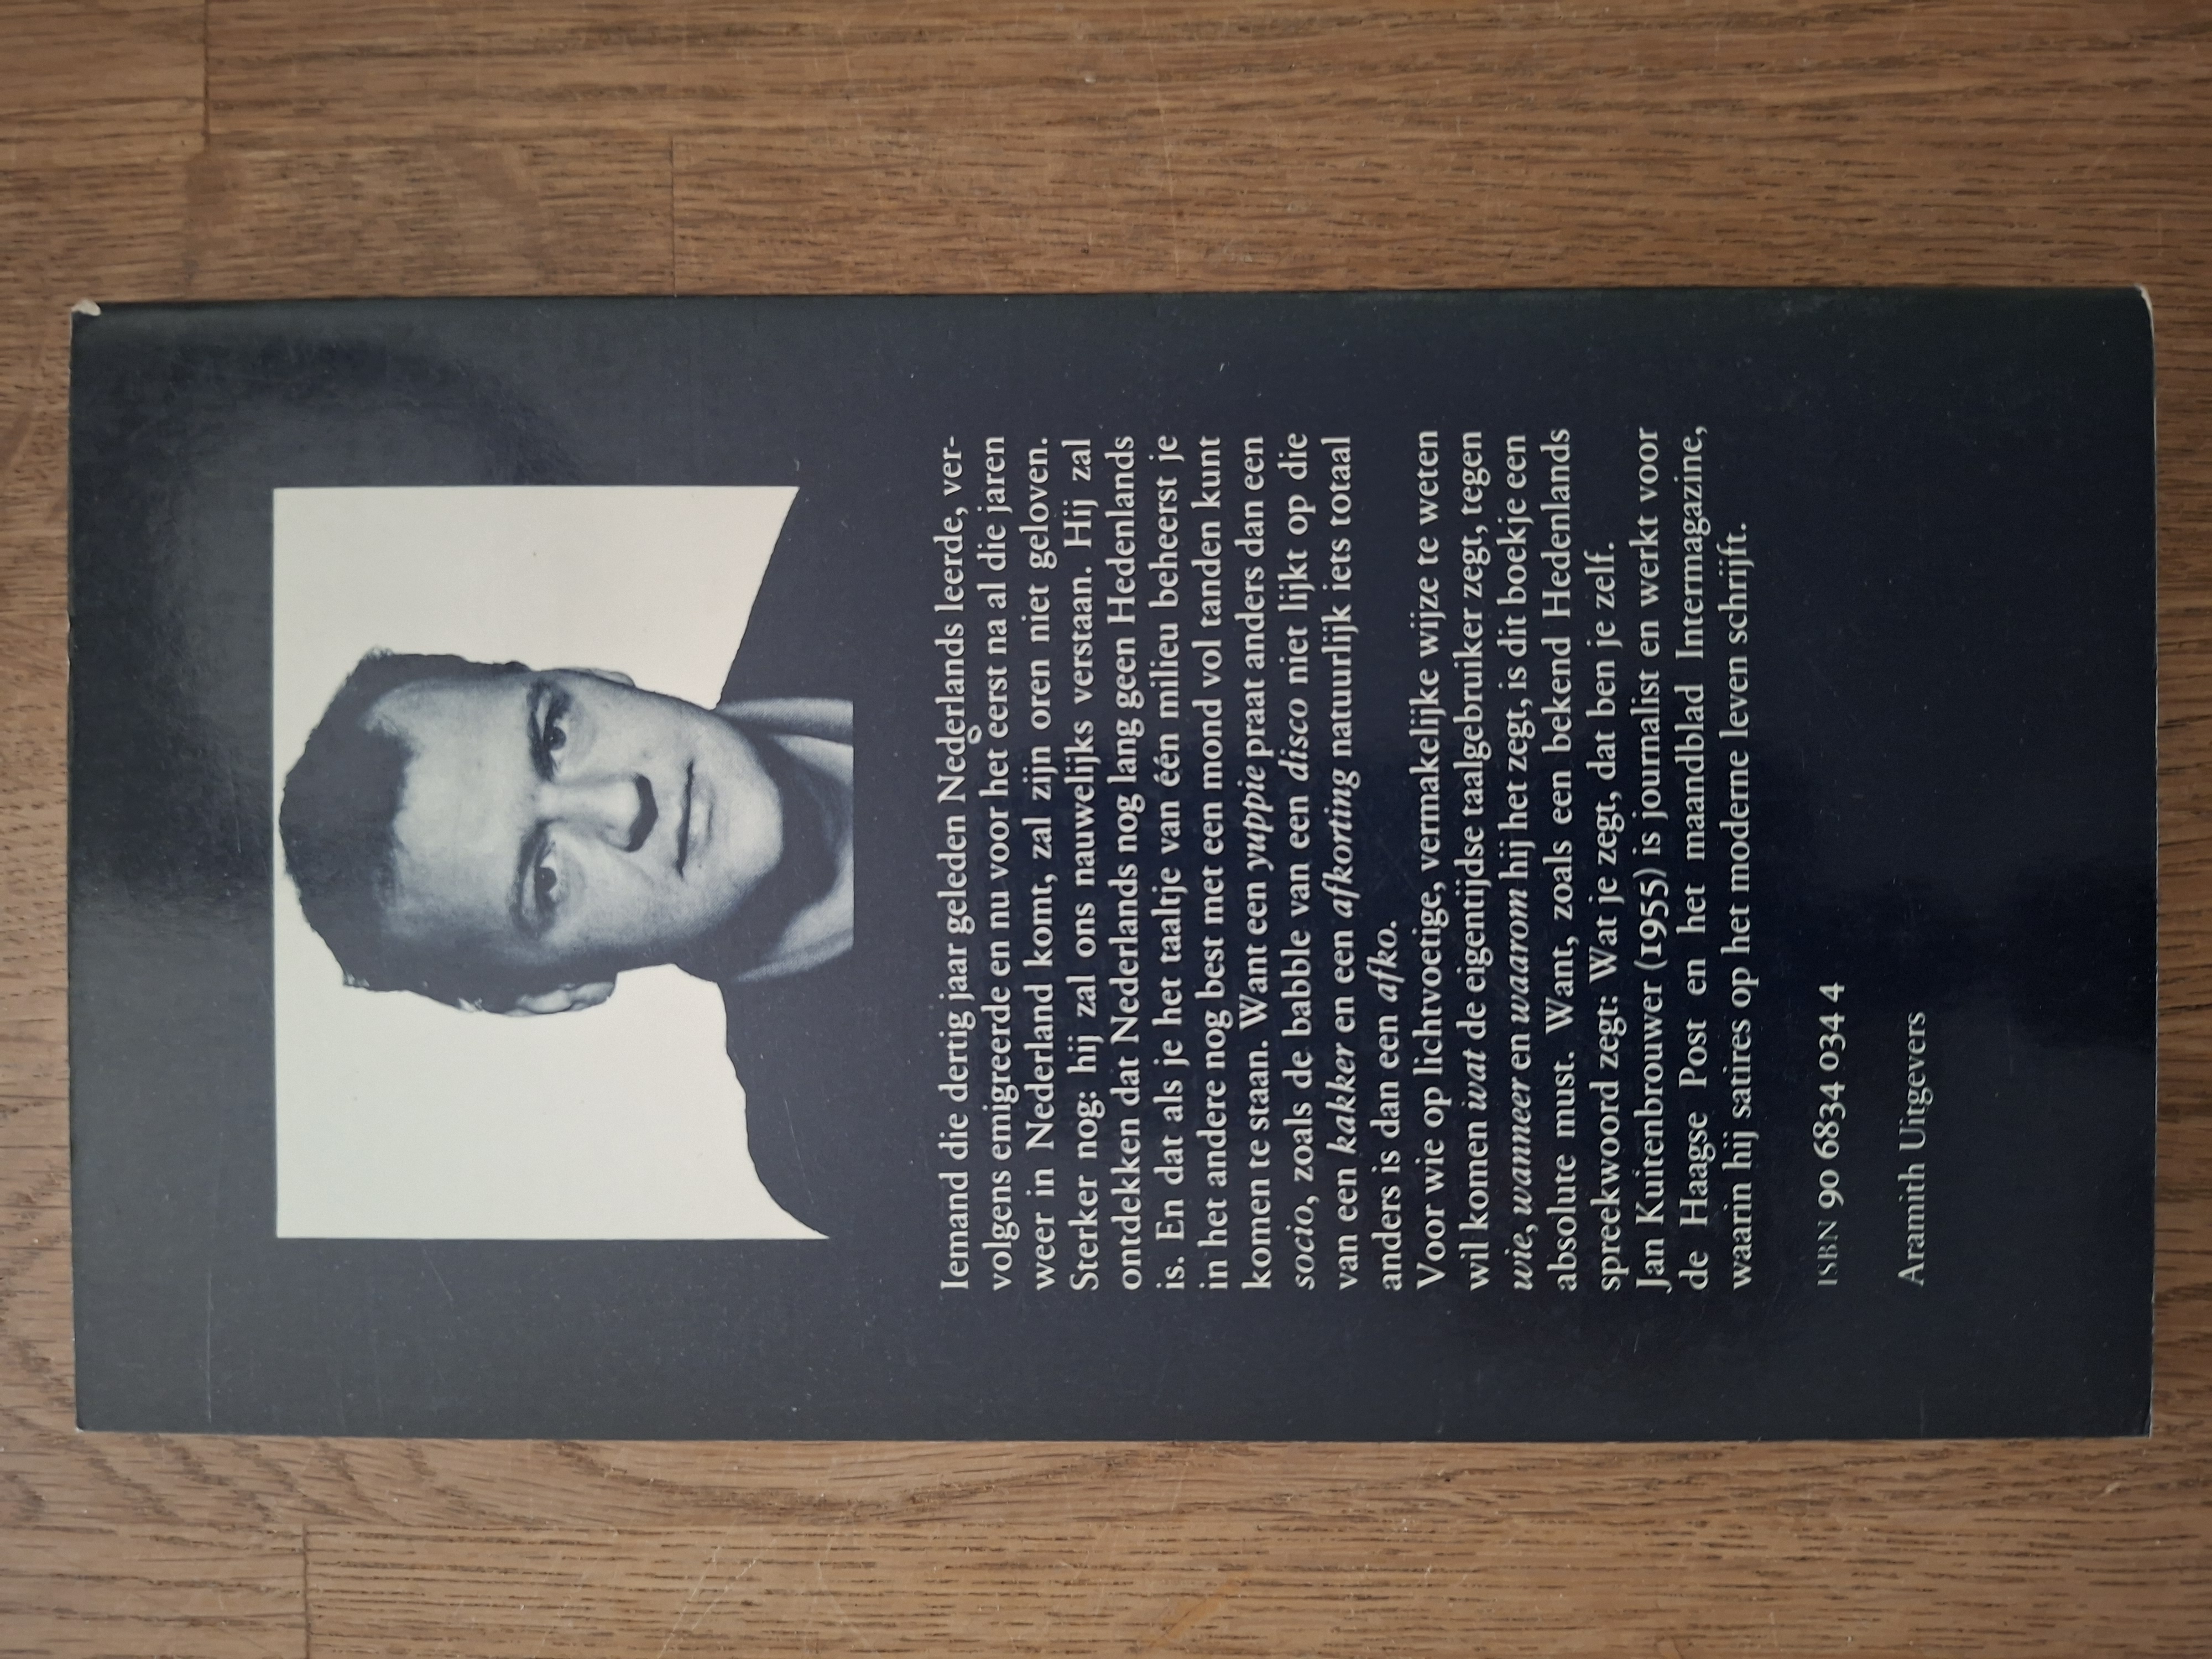 Iemand die dertig jaar geleden Nederlands leerde, ver-
volgens emigreerde en nu voor het eerst na al die jaren
weer in Nederland komt, zal zijn oren niet geloven.
Sterker nog: hij zal ons nauwelijks verstaan. Hij zal
ontdekken dat Nederlands nog lang geen Hedenlands
is. En dat als je het taaltje van één milieu beheerst je
in het andere nog best met een mond vol tanden kunt
komen te staan. Want een yuppie praat anders dan een
socio, zoals de babble van een disco niet lijkt op die
van een kakker en een afkorting natuurlijk iets totaal
anders is dan een afko.
Voor wie op lichtvoetige, vermakelijke wijze te weten
wil komen wat de eigentijdse taalgebruiker zegt, tegen
wie, wanneer en waarom hij het zegt, is dit boekje een
absolute must. Want, zoals een bekend Hedenlands
spreekwoord zegt: Wat je zegt, dat ben je zelf.
Jan Kuitenbrouwer (1955) is journalist en werkt voor
de Haagse Post en het maandblad Intermagazine,
waarin hij satires op het moderne leven schrijft.
ISBN 90 6834 034 4
Aramith Uitgevers